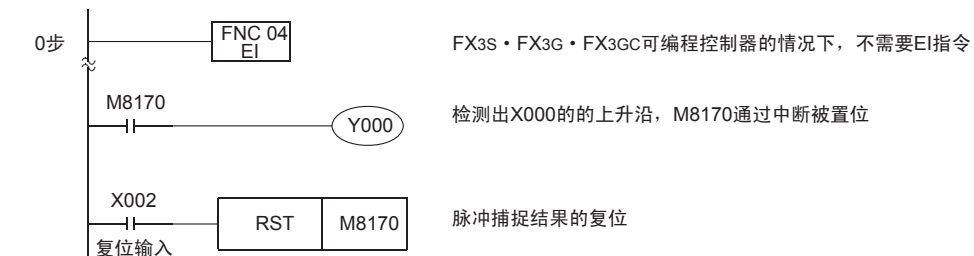 0步
FNC 04
EI
FX3S・FX3G・FX3GC可编程控制器的情况下，不需要EI指令
M8170
Y000
检测出X000的的上升沿，M8170通过中断被置位
X002
RST
M8170
脉冲捕捉结果的复位
复位输入